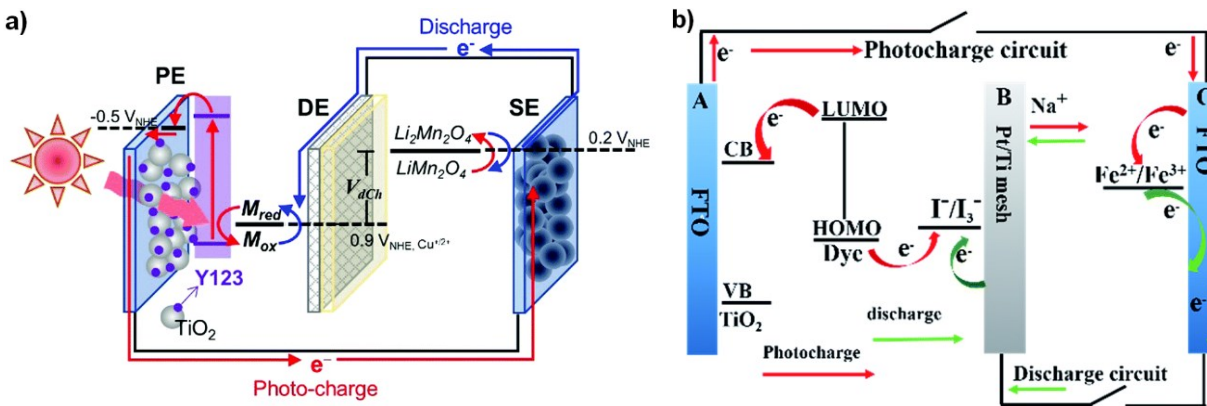 a)
Discharge
e⁻
PE
DE
SE
-0.5 V_NHE
Li₂Mn₂O₄
LiMn₂O₄
0.2 V_NHE
V_dCh
M_red
M_ox
0.9 V_NHE, Cu⁺/²⁺
Y123
TiO₂
e⁻
Photo-charge
b)
e⁻
Photocharge circuit
e⁻
A
FTO
LUMO
e⁻
CB
HOMO
Dyc
e⁻
I⁻/I₃⁻
e⁻
VB
TiO₂
B
Pt/Ti mesh
Na⁺
C
FTO
e⁻
Fc²⁺/Fc³⁺
e⁻
e⁻
discharge
Photocharge
Discharge circuit